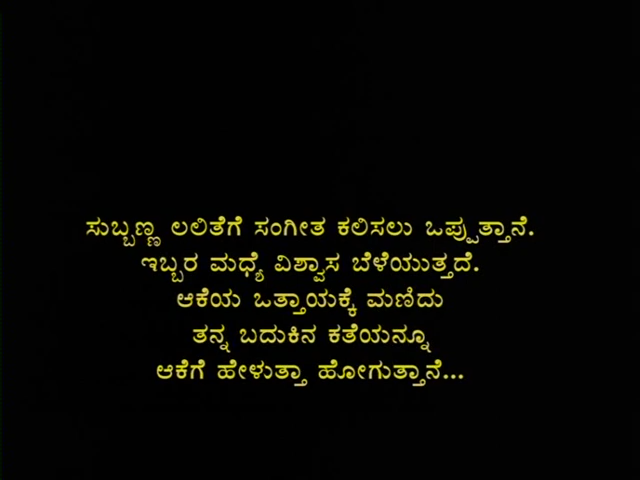 ಸುಬ್ಬಣ್ಣ ಲಲಿತೆಗೆ ಸಂಗೀತ ಕಲಿಸಲು ಒಪ್ಪುತ್ತಾನೆ.
ಇಬ್ಬರ ಮಧ್ಯೆ ವಿಶ್ವಾಸ ಬೆಳೆಯುತ್ತದೆ.
ಆಕೆಯ ಒತ್ತಾಯಕ್ಕೆ ಮಣಿದು
ತನ್ನ ಬದುಕಿನ ಕತೆಯನ್ನೂ
ಆಕೆಗೆ ಹೇಳುತ್ತಾ ಹೋಗುತ್ತಾನೆ...